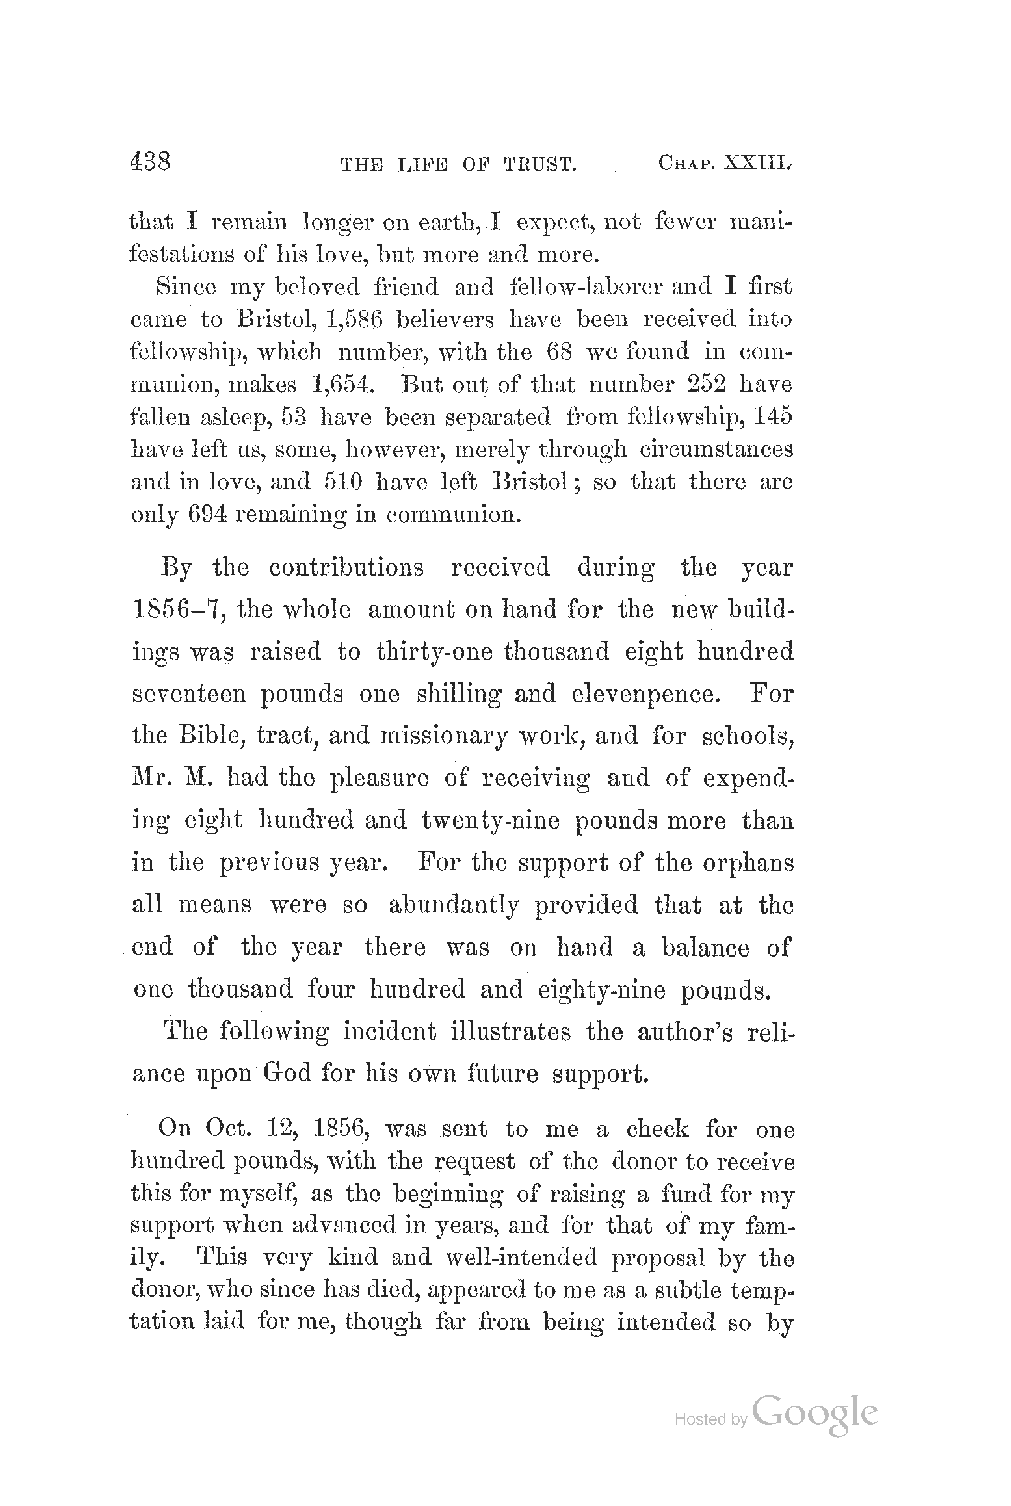 438 THE LIFE OF TRUST. CHAP. XXIII.
that I remain longer on earth, I expect, not fewer mani-
festations of his love, but more and more.
Since my beloved friend and fellow-laborer and I first
came to Bristol, 1,586 believers have been received into
fellowship, which number, with the 68 we found in com-
munion, makes 1,654. But out of that number 252 have
fallen asleep, 53 have been separated from fellowship, 145
have left us, some, however, merely through circumstances
and in love, and 510 have left Bristol; so that there are
only 694 remaining in communion.
By the contributions received during the year
1856–7, the whole amount on hand for the new build-
ings was raised to thirty-one thousand eight hundred
seventeen pounds one shilling and elevenpence. For
the Bible, tract, and missionary work, and for schools,
Mr. M. had the pleasure of receiving and of expend-
ing eight hundred and twenty-nine pounds more than
in the previous year. For the support of the orphans
all means were so abundantly provided that at the
end of the year there was on hand a balance of
one thousand four hundred and eighty-nine pounds.
The following incident illustrates the author's reli-
ance upon God for his own future support.
On Oct. 12, 1856, was sent to me a check for one
hundred pounds, with the request of the donor to receive
this for myself, as the beginning of raising a fund for my
support when advanced in years, and for that of my fam-
ily. This very kind and well-intended proposal by the
donor, who since has died, appeared to me as a subtle temp-
tation laid for me, though far from being intended so by
Hosted by Google